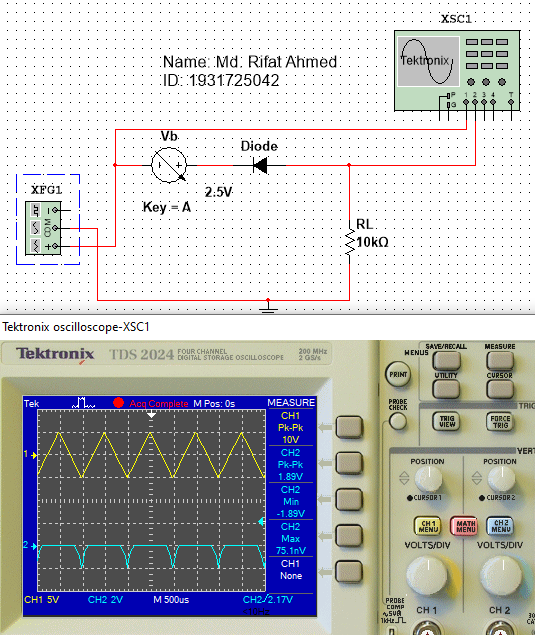 XSC1
Name: Md. Rifat Ahmed
ID: 1931725042
Tektronix
P
G
1 2 3 4
T
Vb
Diode
2.5V
Key = A
XFG1
COM
RL
10kΩ
Tektronix oscilloscope-XSC1
Tektronix TDS 2024 FOUR CHANNEL
DIGITAL STORAGE OSCILLOSCOPE
200 MHz
2 GS/s
MENUS
SAVE/RECALL
MEASURE
PRINT
UTILITY
CURSOR
PROBE
CHECK
TRIG
VIEW
FORCE
TRIG
TRIG
Tek
Acq Complete
M Pos: 0s
MEASURE
CH1
Pk-Pk
10V
CH2
Pk-Pk
1.89V
CH2
Min
-1.89V
CH2
Max
75.1nV
CH1
None
1
2
CH1 5V
CH2 2V
M 500us
CH2
2.17V
<10Hz
VERT
POSITION
POSITION
CURSOR 1
CURSOR 2
CH 1
MENU
MATH
MENU
CH 2
MENU
VOLTS/DIV
VOLTS/DIV
PROBE
COMP
~5V
1kHz
CH 1
CH 2
30
CA